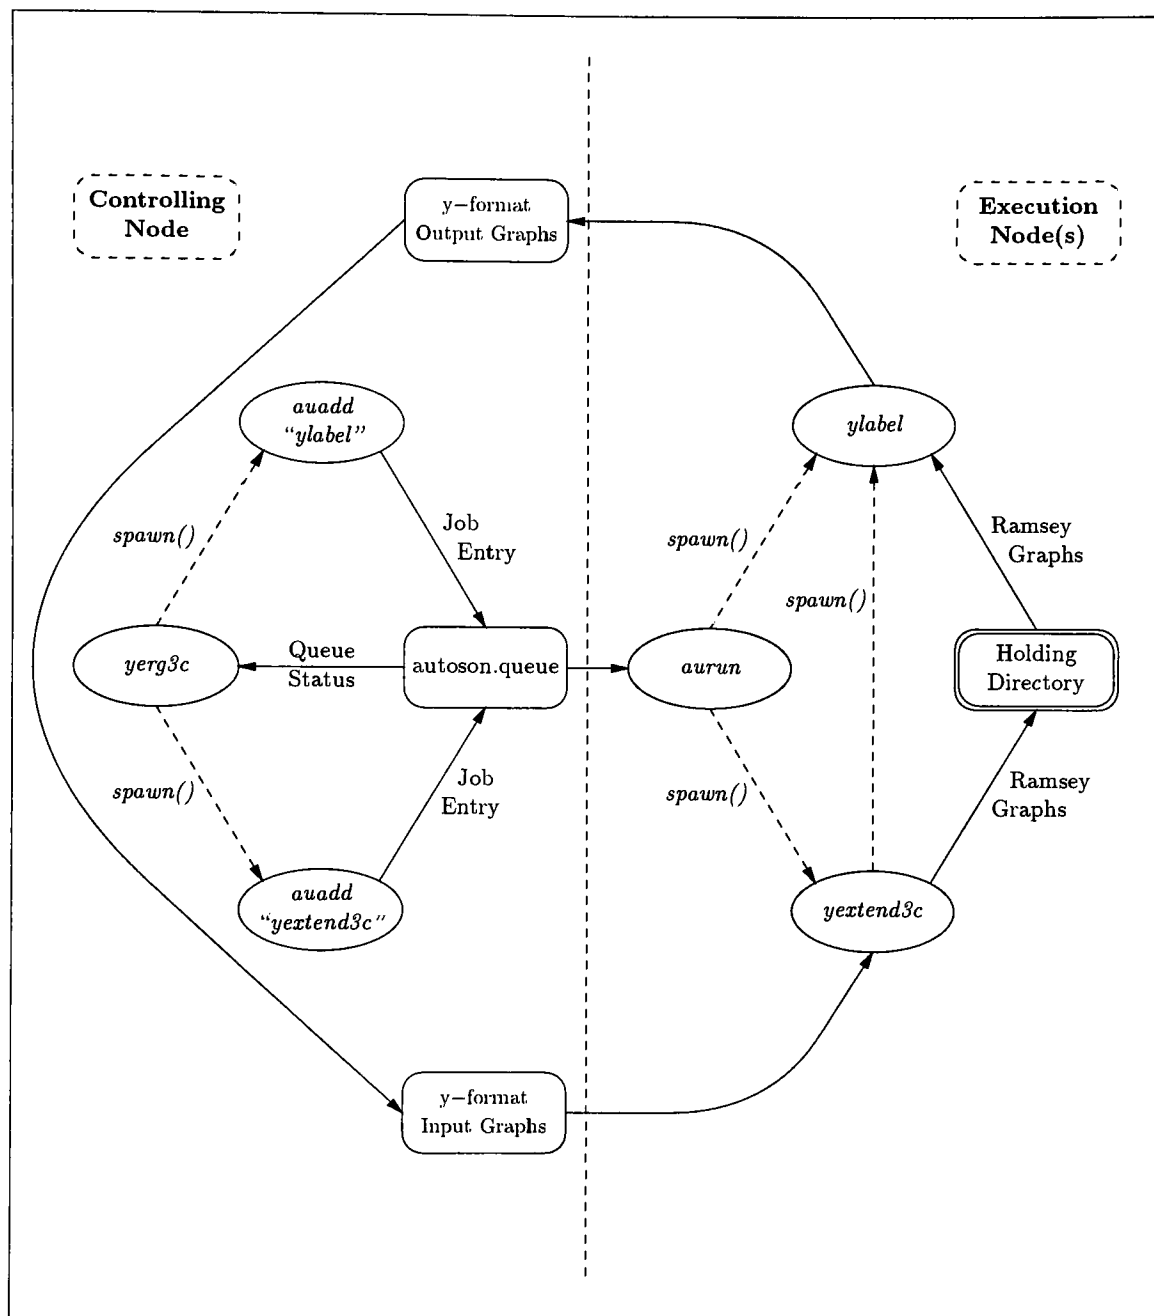 Controlling
Node
y–format
Output Graphs
Execution
Node(s)
auadd
“ylabel”
ylabel
spawn()
Job
Entry
spawn()
Ramsey
Graphs
spawn()
yerg3c
Queue
Status
autoson.queue
aurun
Holding
Directory
spawn()
Job
Entry
spawn()
Ramsey
Graphs
auadd
“yextend3c”
yextend3c
y–format
Input Graphs